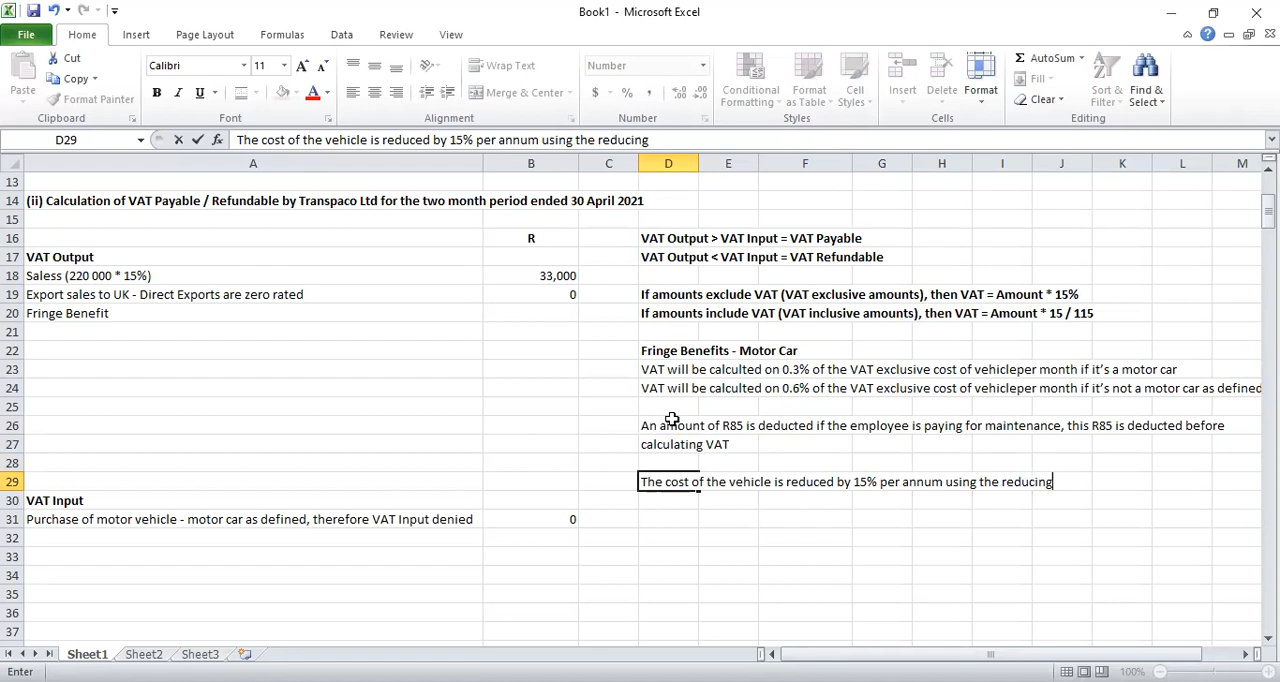 Book1 - Microsoft Excel
File Home Insert Page Layout Formulas Data Review View
Cut
Copy
Format Painter
Paste
Clipboard
Calibri 11
B I U
Font
Wrap Text
Merge & Center
Alignment
Number
$ % ,
Number
Conditional Formatting
Format as Table
Cell Styles
Styles
Insert Delete Format
Cells
AutoSum
Fill
Clear
Sort & Filter
Find & Select
Editing
D29 fx The cost of the vehicle is reduced by 15% per annum using the reducing
A B C D E F G H I J K L M
13
14 (ii) Calculation of VAT Payable / Refundable by Transpaco Ltd for the two month period ended 30 April 2021
15
16 R VAT Output > VAT Input = VAT Payable
17 VAT Output VAT Output < VAT Input = VAT Refundable
18 Saless (220 000 * 15%) 33,000
19 Export sales to UK - Direct Exports are zero rated 0 If amounts exclude VAT (VAT exclusive amounts), then VAT = Amount * 15%
20 Fringe Benefit If amounts include VAT (VAT inclusive amounts), then VAT = Amount * 15 / 115
21
22 Fringe Benefits - Motor Car
23 VAT will be calculted on 0.3% of the VAT exclusive cost of vehicleper month if it's a motor car
24 VAT will be calculted on 0.6% of the VAT exclusive cost of vehicleper month if it's not a motor car as defined
25
26 An amount of R85 is deducted if the employee is paying for maintenance, this R85 is deducted before
27 calculating VAT
28
29 The cost of the vehicle is reduced by 15% per annum using the reducing
30 VAT Input
31 Purchase of motor vehicle - motor car as defined, therefore VAT Input denied 0
32
33
34
35
36
37
Sheet1 Sheet2 Sheet3
Enter 100%